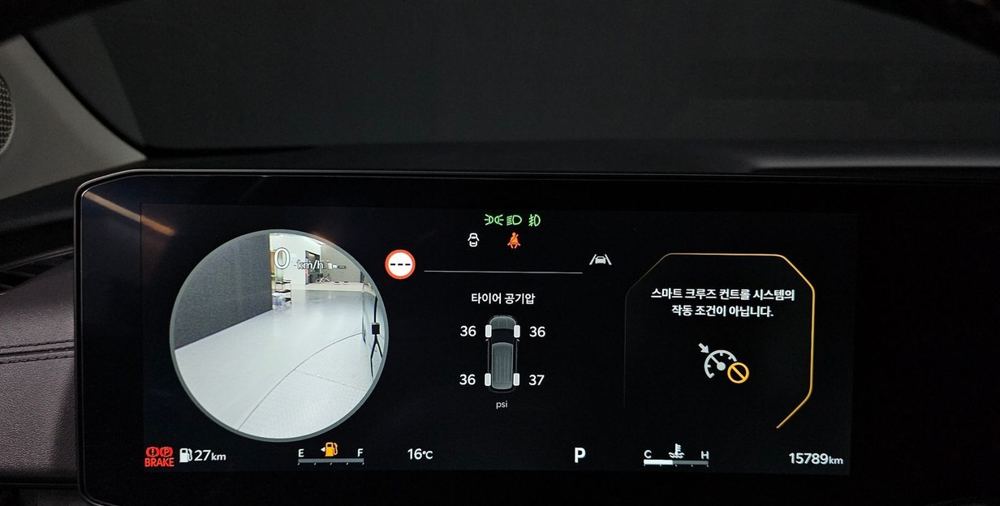 0 km/h
---
타이어 공기압
36 36
36 37
psi
스마트 크루즈 컨트롤 시스템의
작동 조건이 아닙니다.
BRAKE
27km
E F
16°C
P
C H
15789km